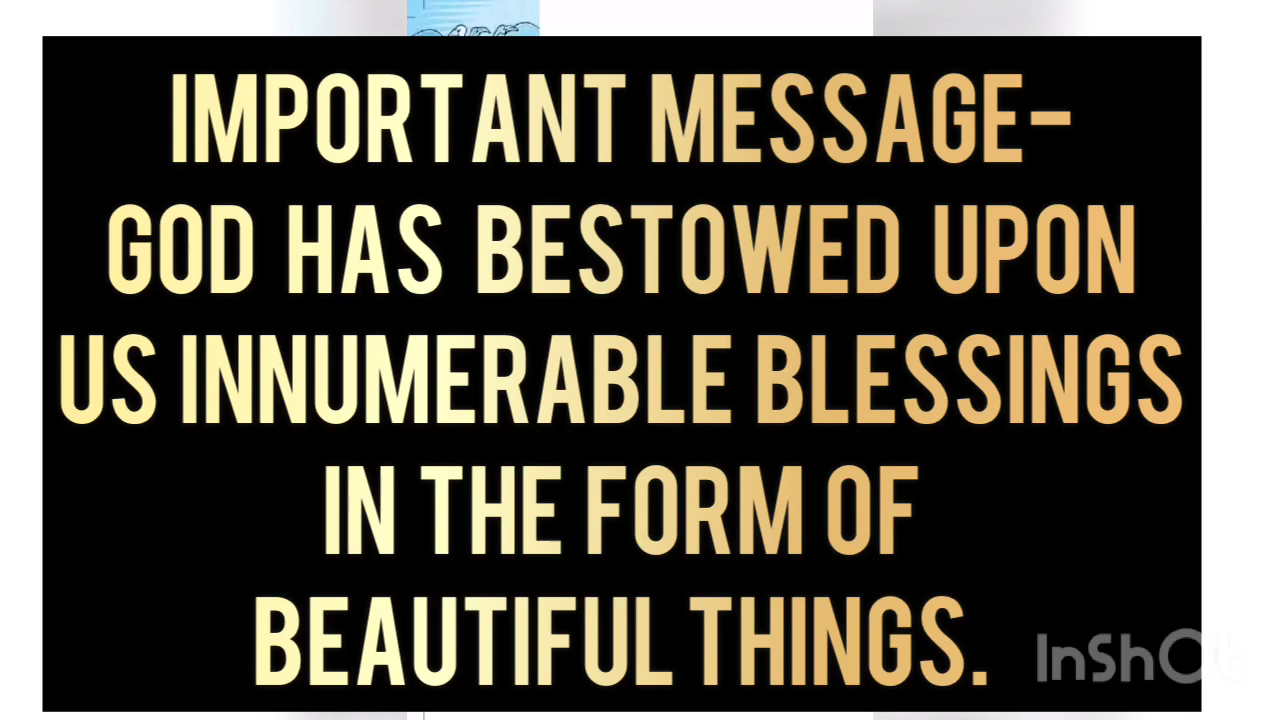 IMPORTANT MESSAGE-
GOD HAS BESTOWED UPON
US INNUMERABLE BLESSINGS
IN THE FORM OF
BEAUTIFUL THINGS.
InShOt